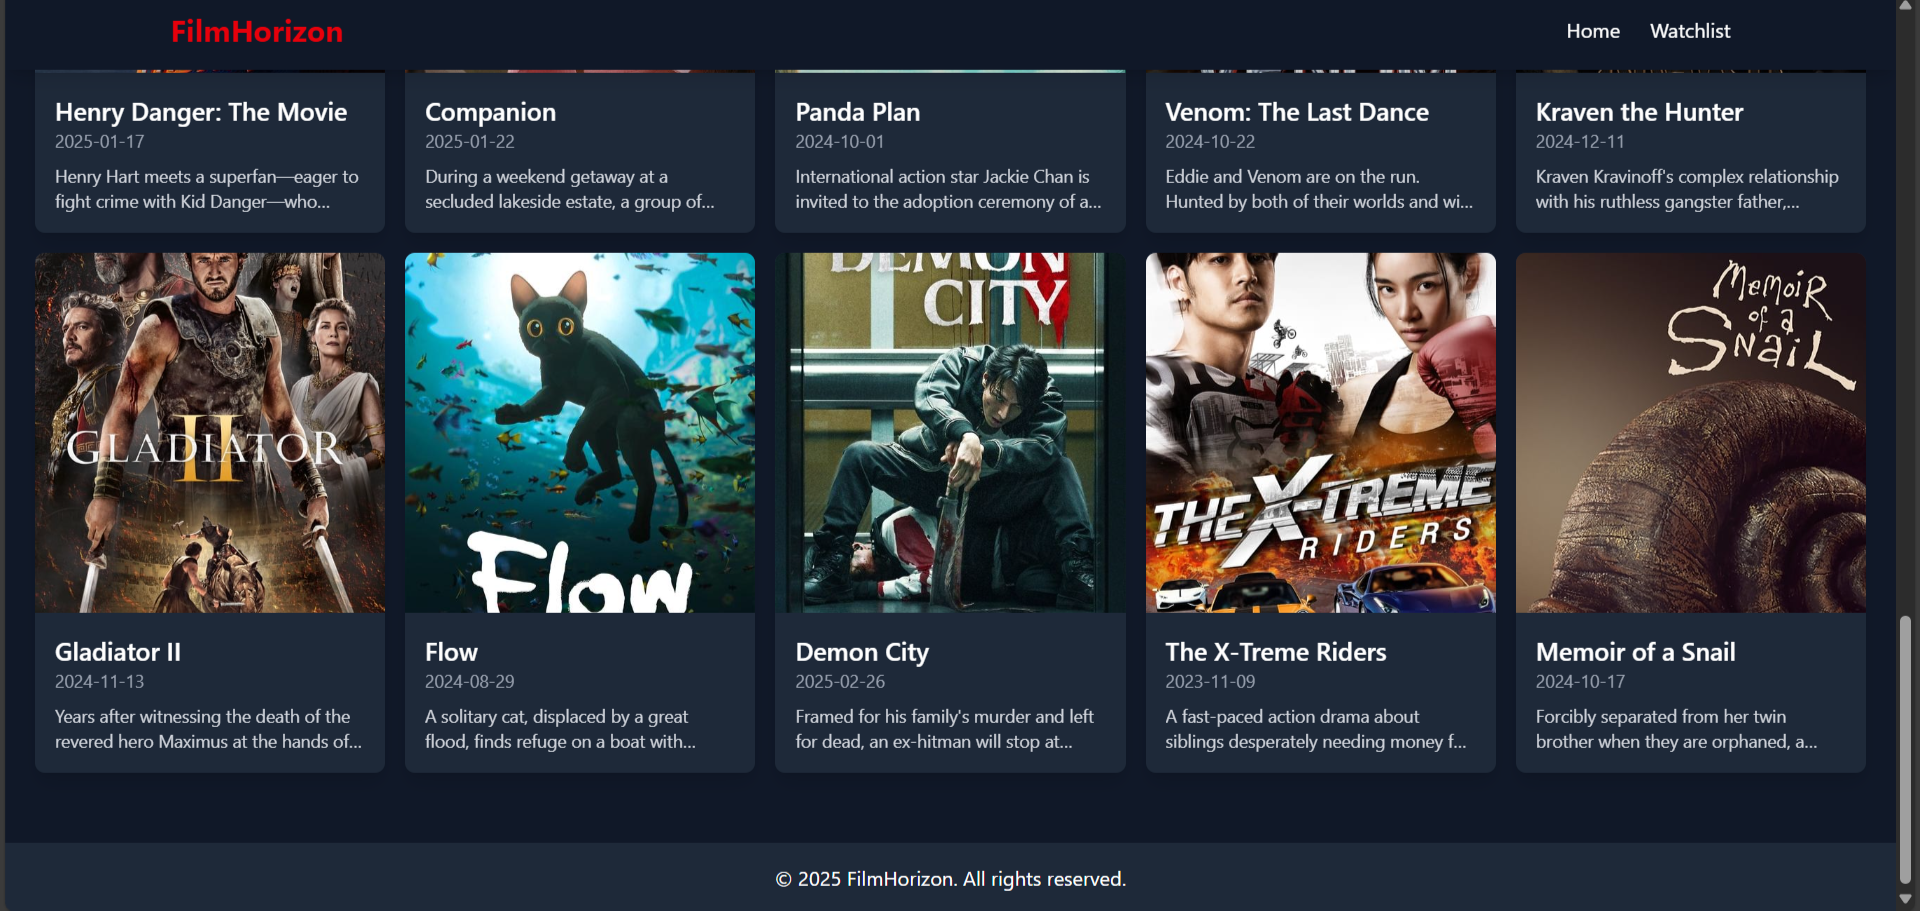 FilmHorizon
Home Watchlist
Henry Danger: The Movie
2025-01-17
Henry Hart meets a superfan—eager to
fight crime with Kid Danger—who...
Companion
2025-01-22
During a weekend getaway at a
secluded lakeside estate, a group of...
Panda Plan
2024-10-01
International action star Jackie Chan is
invited to the adoption ceremony of a...
Venom: The Last Dance
2024-10-22
Eddie and Venom are on the run.
Hunted by both of their worlds and wi...
Kraven the Hunter
2024-12-11
Kraven Kravinoff's complex relationship
with his ruthless gangster father,...
GLADIATOR
II
Gladiator II
2024-11-13
Years after witnessing the death of the
revered hero Maximus at the hands of...
Flow
Flow
2024-08-29
A solitary cat, displaced by a great
flood, finds refuge on a boat with...
DEMON
CITY
Demon City
2025-02-26
Framed for his family's murder and left
for dead, an ex-hitman will stop at...
THE X-TREME
RIDERS
The X-Treme Riders
2023-11-09
A fast-paced action drama about
siblings desperately needing money f...
Memoir
of a
Snail
Memoir of a Snail
2024-10-17
Forcibly separated from her twin
brother when they are orphaned, a...
© 2025 FilmHorizon. All rights reserved.